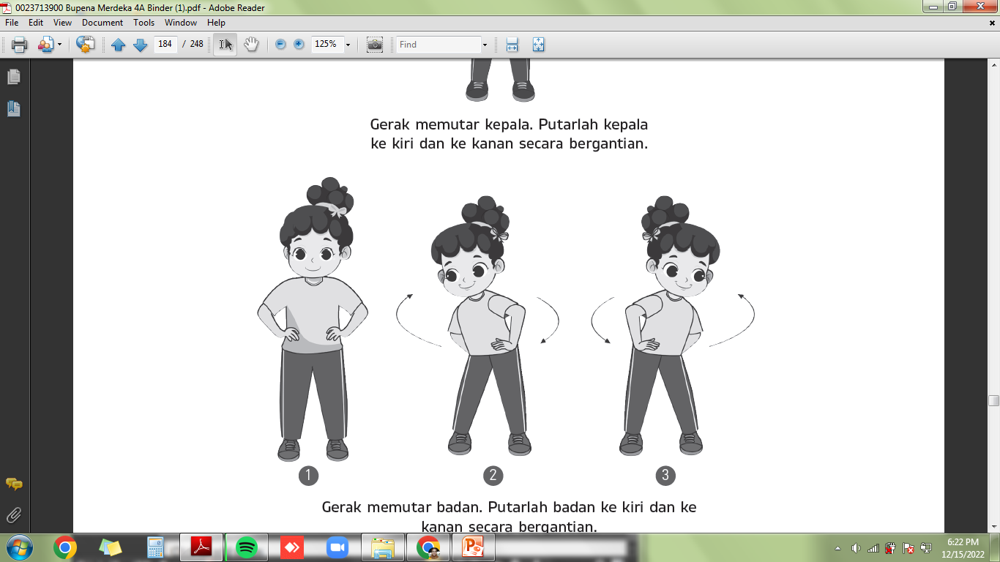 0023713900 Bupena Merdeka 4A Binder (1).pdf - Adobe Reader
File Edit View Document Tools Window Help
184 / 248 125% Find
Gerak memutar kepala. Putarlah kepala
ke kiri dan ke kanan secara bergantian.
1 2 3
Gerak memutar badan. Putarlah badan ke kiri dan ke
kanan secara bergantian.
6:22 PM
12/15/2022